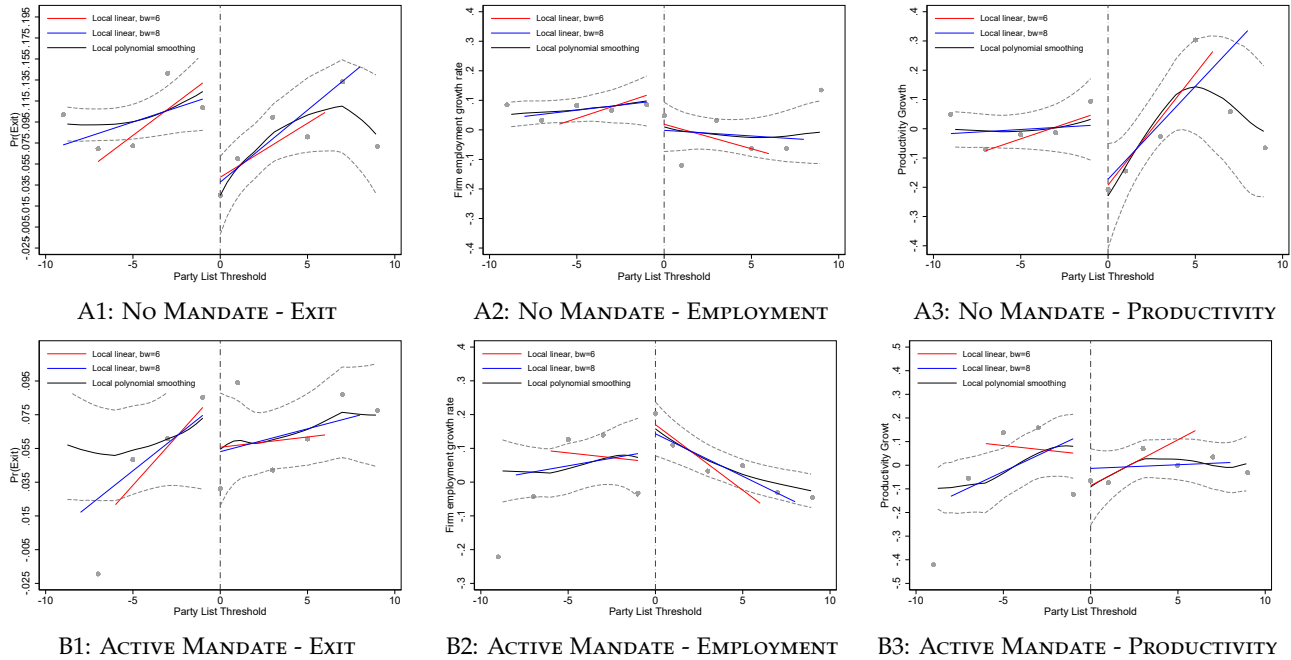 Local linear, bw=6
Local linear, bw=8
Local polynomial smoothing
Pr(Exit)
-.025.005.015.035.055.075.095.115.135.155.175.195
-10 -5 0 5 10
Party List Threshold
A1: No Mandate - Exit
Local linear, bw=6
Local linear, bw=8
Local polynomial smoothing
Firm employment growth rate
-.4 -.3 -.2 -.1 0 .1 .2 .3 .4
-10 -5 0 5 10
Party List Threshold
A2: No Mandate - Employment
Local linear, bw=6
Local linear, bw=8
Local polynomial smoothing
Productivity Growth
-.4 -.3 -.2 -.1 0 .1 .2 .3 .4
-10 -5 0 5 10
Party List Threshold
A3: No Mandate - Productivity
Local linear, bw=6
Local linear, bw=8
Local polynomial smoothing
Pr(Exit)
-.025 -.005 .015 .035 .055 .075 .095
-10 -5 0 5 10
Party List Threshold
B1: Active Mandate - Exit
Local linear, bw=6
Local linear, bw=8
Local polynomial smoothing
Firm employment growth rate
-.3 -.2 -.1 0 .1 .2 .3 .4
-10 -5 0 5 10
Party List Threshold
B2: Active Mandate - Employment
Local linear, bw=6
Local linear, bw=8
Local polynomial smoothing
Productivity Growt
-.5 -.4 -.3 -.2 -.1 0 .1 .2 .3 .4 .5
-10 -5 0 5 10
Party List Threshold
B3: Active Mandate - Productivity